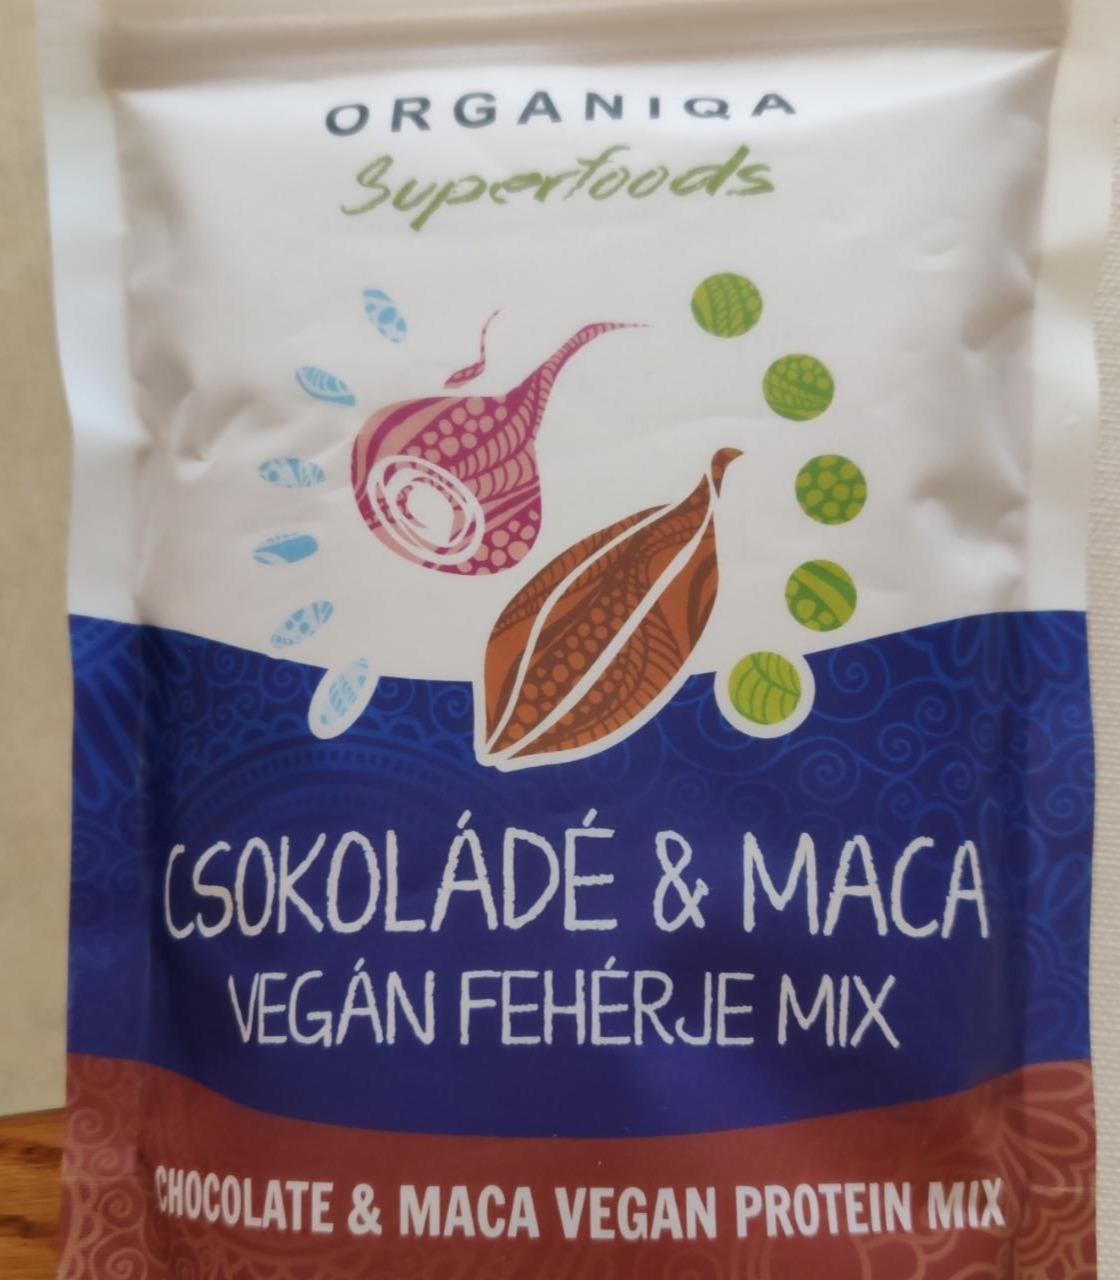 ORGANIQA
Superfoods
CSOKOLÁDÉ & MACA
VEGÁN FEHÉRJE MIX
CHOCOLATE & MACA VEGAN PROTEIN MIX